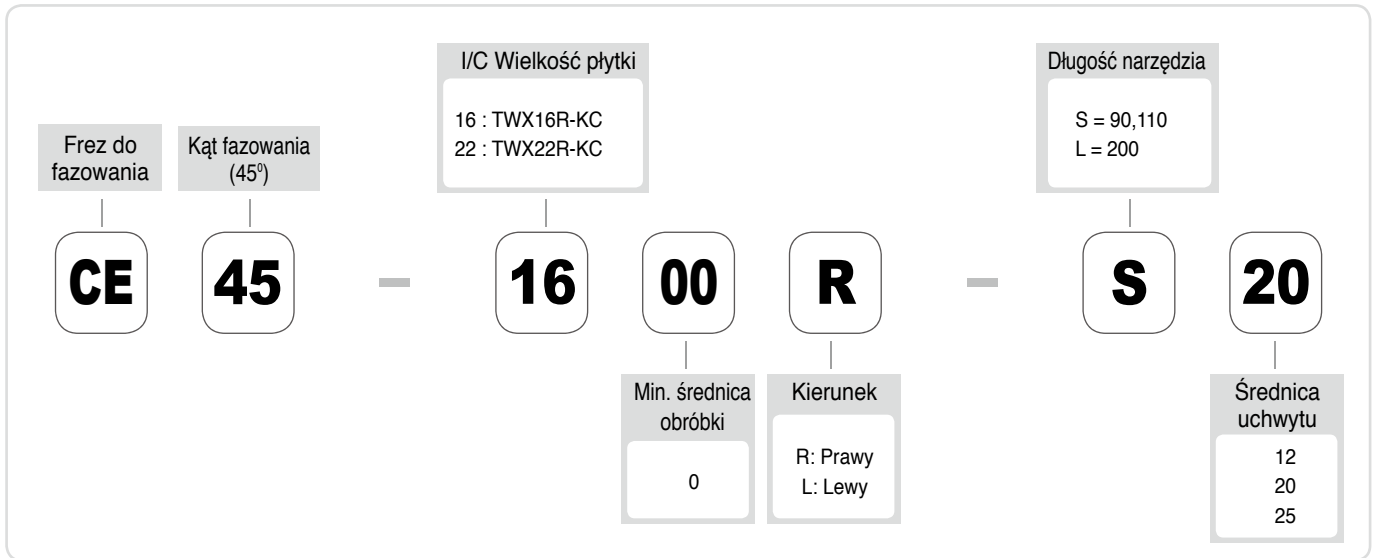 I/C Wielkość płytki
16 : TWX16R-KC
22 : TWX22R-KC
Długość narzędzia
S = 90,110
L = 200
Frez do
fazowania
Kąt fazowania
(45⁰)
CE 45 - 16 00 R - S 20
Min. średnica
obróbki
0
Kierunek
R: Prawy
L: Lewy
Średnica
uchwytu
12
20
25